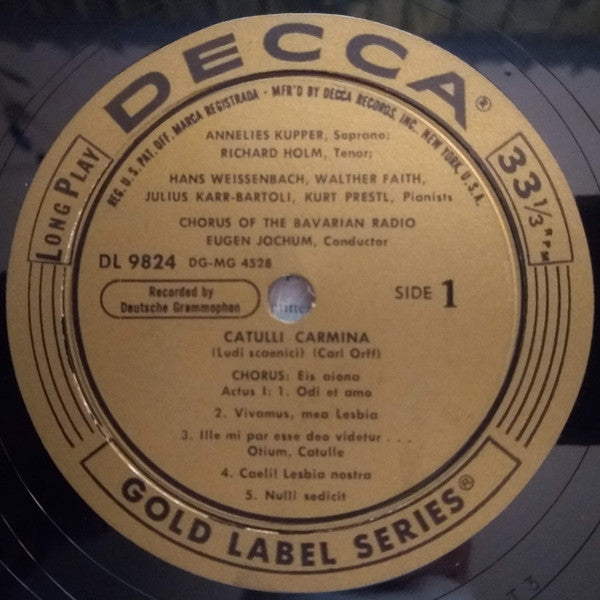 DECCA®
REG. U.S. PAT. OFF. MARCA REGISTRADA - MFR'D BY DECCA RECORDS, INC., NEW YORK, U.S.A.
LONG PLAY
33 1/3 RPM
ANNELIES KUPPER, Soprano;
RICHARD HOLM, Tenor;
HANS WEISSENBACH, WALTHER FAITH,
JULIUS KARR-BARTOLI, KURT PRESTL, Pianists
CHORUS OF THE BAVARIAN RADIO
EUGEN JOCHUM, Conductor
DL 9824 DG-MG 4528
Recorded by
Deutsche Grammophon
SIDE 1
CATULLI CARMINA
(Ludi scaenici) (Carl Orff)
CHORUS: Eis aiona
Actus I: 1. Odi et amo
2. Vivamus, mea Lesbia
3. Ille mi par esse deo videtur . . .
Otium, Catulle
4. Caeli! Lesbia nostra
5. Nulli sedicit
GOLD LABEL SERIES®
T 3